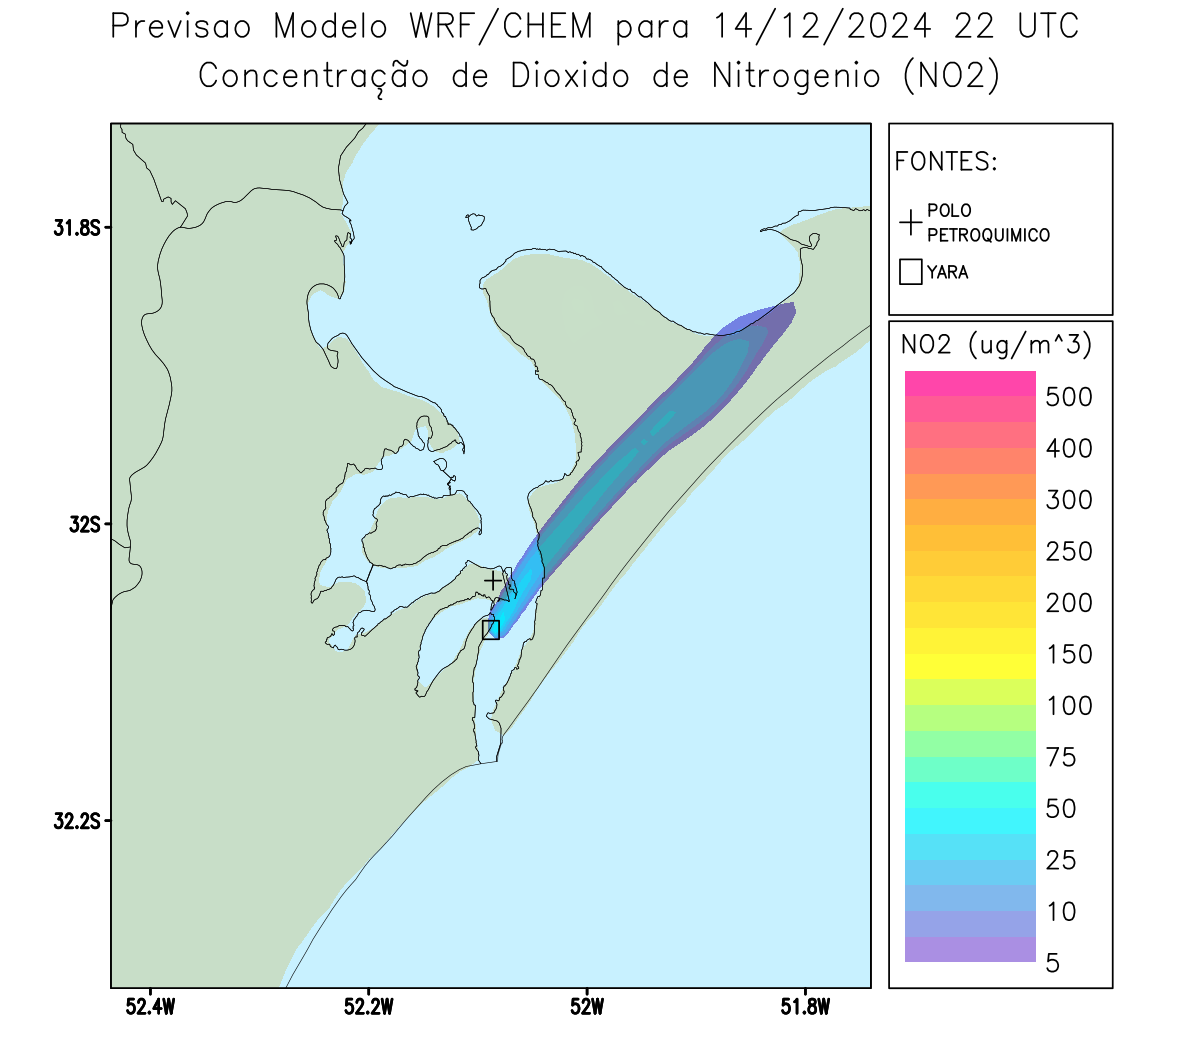 Previsao Modelo WRF/CHEM para 14/12/2024 22 UTC
Concentração de Dioxido de Nitrogenio (NO2)
FONTES:
POLO
PETROQUIMICO
YARA
NO2 (ug/m^3)
500
400
300
250
200
150
100
75
50
25
10
5
31.8S
32S
32.2S
52.4W
52.2W
52W
51.8W